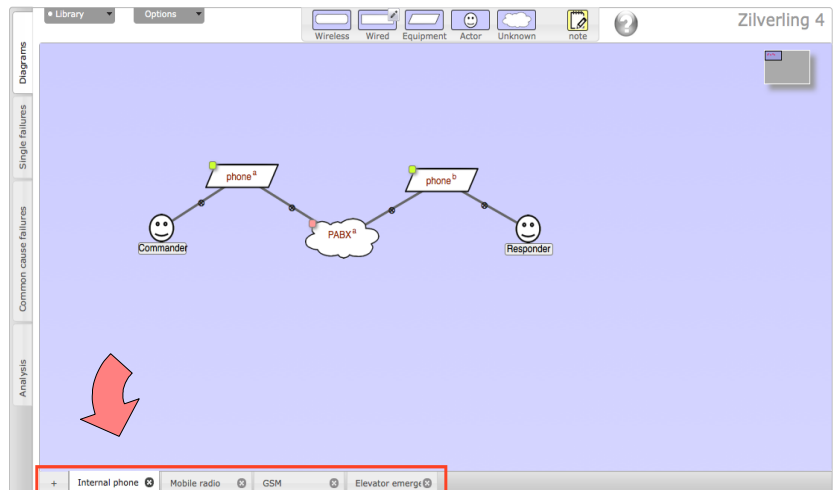 Library
Options
Wireless Wired Equipment Actor Unknown note
?
Zilverling 4
Diagrams
Single failures
Common cause failures
Analysis
phone a
phone b
PABX a
Commander
Responder
+ Internal phone Mobile radio GSM Elevator emerge